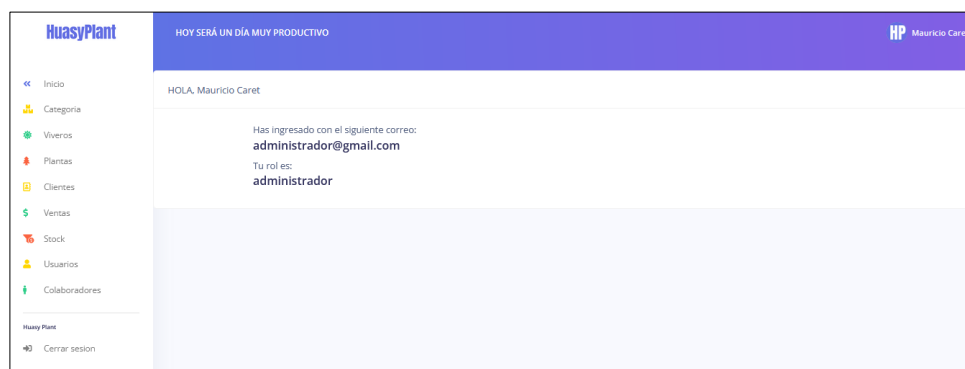 HuasyPlant
HOY SERÁ UN DÍA MUY PRODUCTIVO
HP Mauricio Care
Inicio
Categoria
Viveros
Plantas
Clientes
Ventas
Stock
Usuarios
Colaboradores
Huasy Plant
Cerrar sesion
HOLA, Mauricio Caret
Has ingresado con el siguiente correo:
administrador@gmail.com
Tu rol es:
administrador